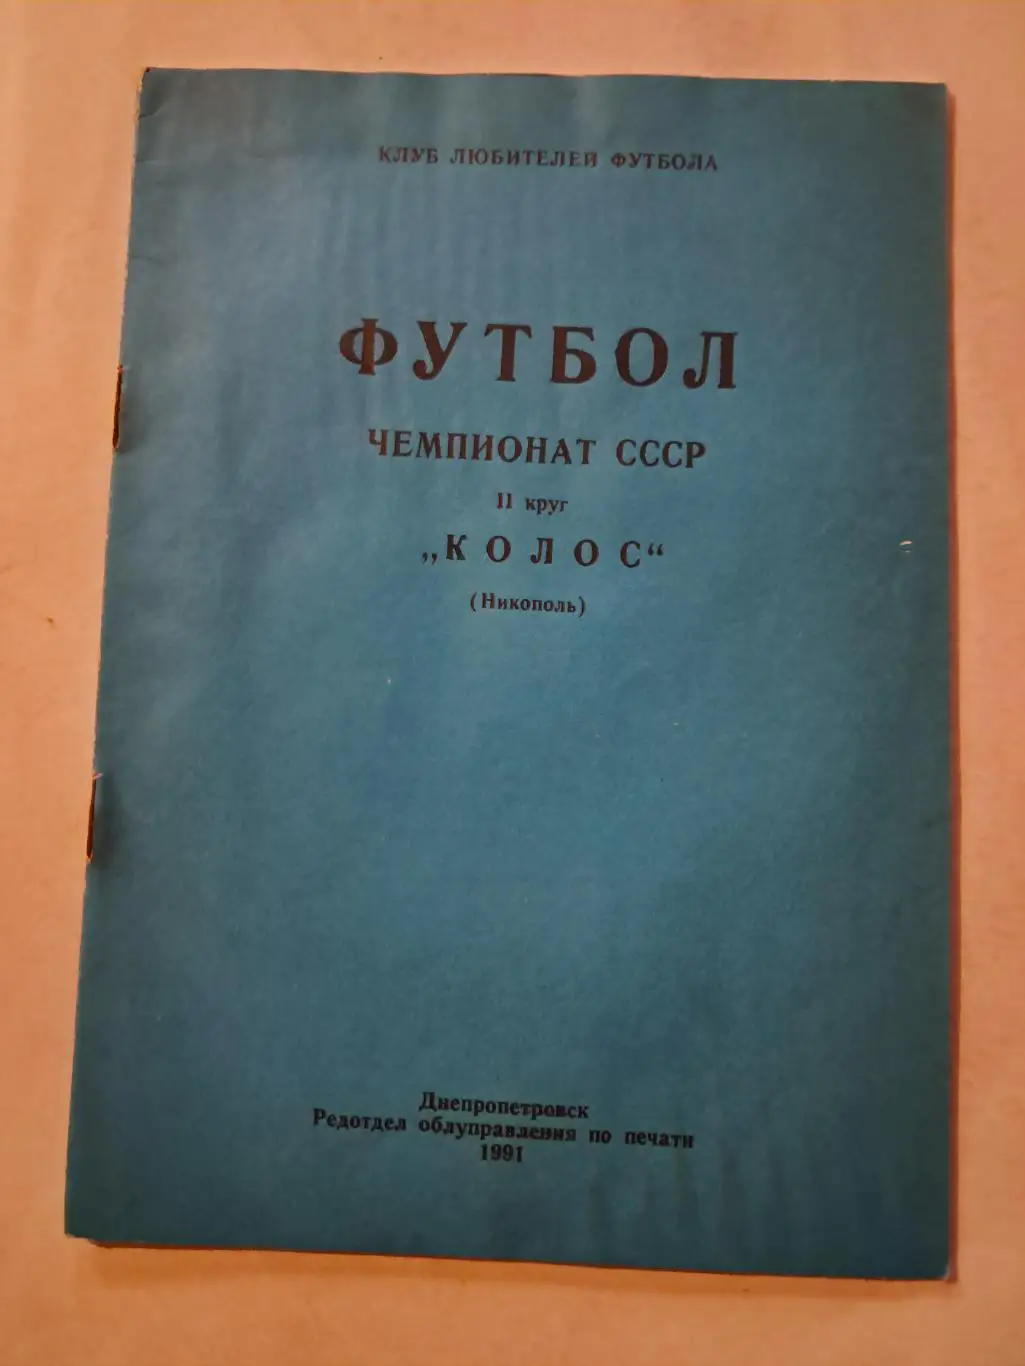 КЛУБ ЛЮБИТЕЛЕЙ ФУТБОЛА
ФУТБОЛ
ЧЕМПИОНАТ СССР
II круг
„КОЛОС“
(Никополь)
Днепропетровск
Редотдел облуправления по печати
1991